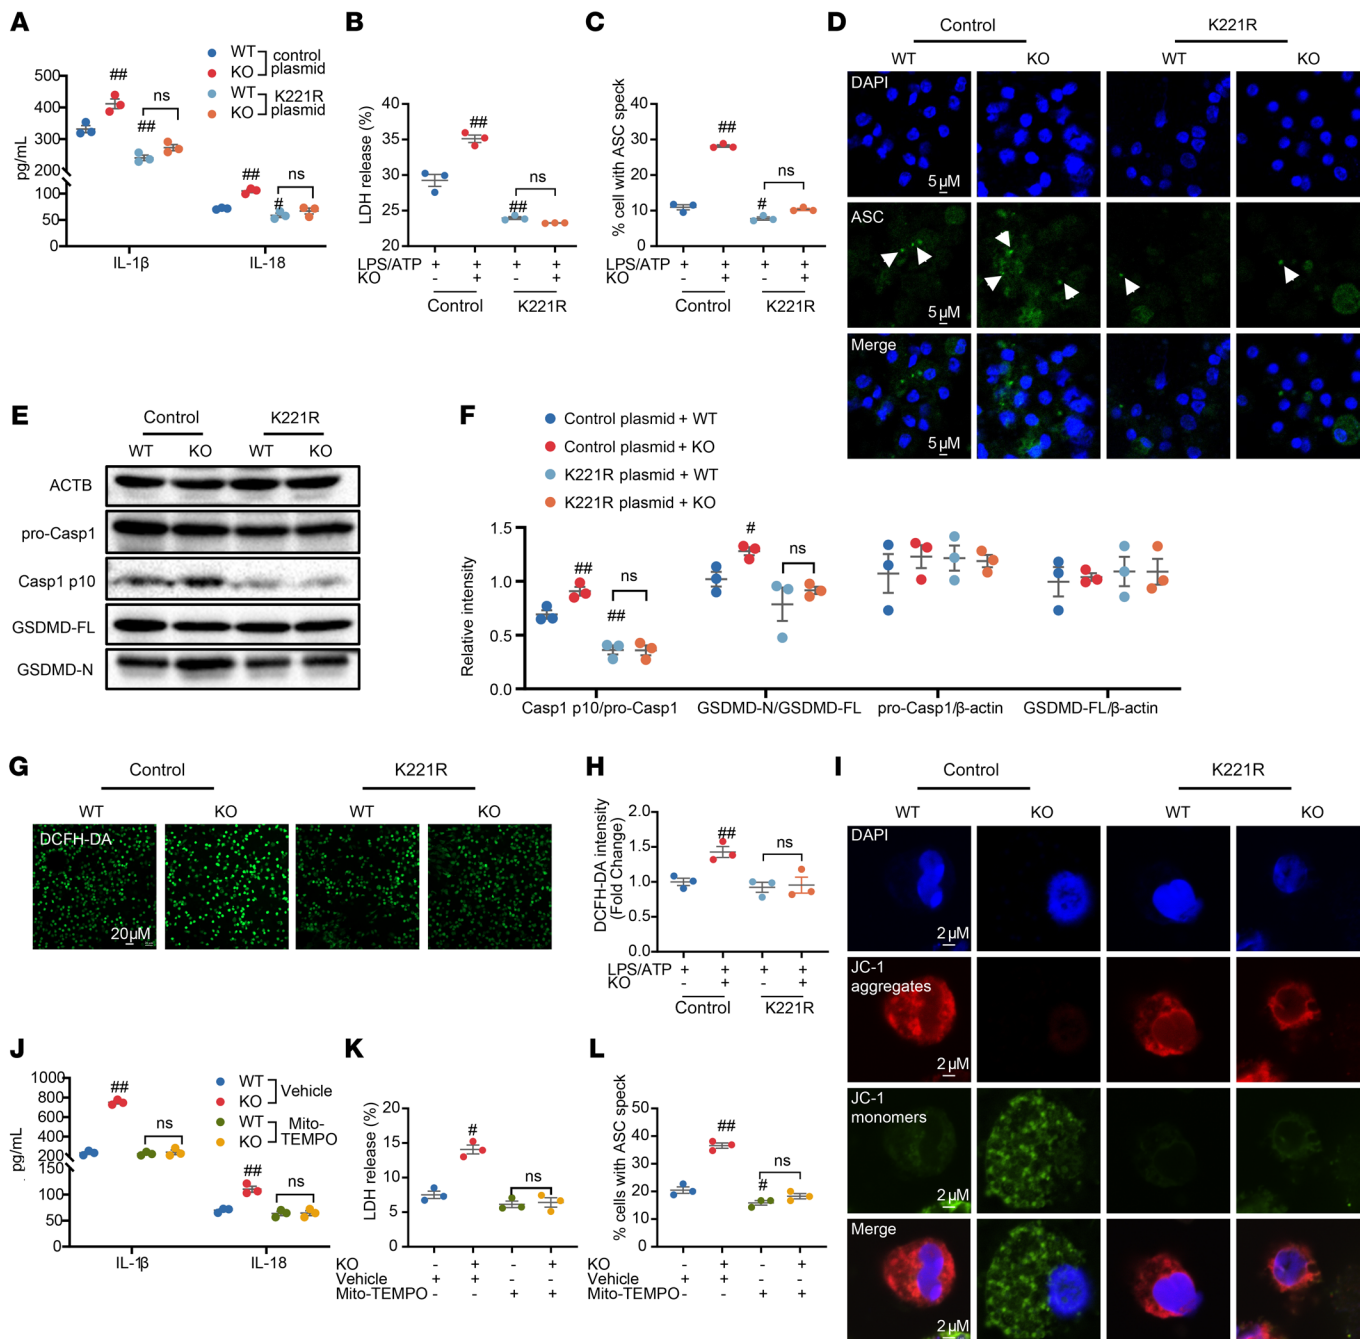 A
WT
KO
control
plasmid
WT
KO
K221R
plasmid
pg/mL
500
400
300
200
100
50
0
##
##
ns
##
#
ns
IL-1β
IL-18
B
LDH release (%)
40
35
30
25
20
##
##
ns
LPS/ATP + + + +
KO - + - +
Control
K221R
C
% cell with ASC speck
40
30
20
10
0
##
#
ns
LPS/ATP + + + +
KO - + - +
Control
K221R
D
Control
K221R
WT
KO
WT
KO
DAPI
5 µM
ASC
5 µM
Merge
5 µM
E
Control
K221R
WT
KO
WT
KO
ACTB
pro-Casp1
Casp1 p10
GSDMD-FL
GSDMD-N
F
Control plasmid + WT
Control plasmid + KO
K221R plasmid + WT
K221R plasmid + KO
Relative intensity
1.5
1.0
0.5
0.0
##
##
ns
#
ns
Casp1 p10/pro-Casp1
GSDMD-N/GSDMD-FL
pro-Casp1/β-actin
GSDMD-FL/β-actin
G
Control
K221R
WT
KO
WT
KO
DCFH-DA
20µM
H
DCFH-DA intensity
(Fold Change)
2.0
1.5
1.0
0.5
0.0
##
ns
LPS/ATP + + + +
KO - + - +
Control
K221R
I
Control
K221R
WT
KO
WT
KO
DAPI
2 µM
2 µM
JC-1
aggregates
2 µM
2 µM
JC-1
monomers
2 µM
2 µM
Merge
2 µM
2 µM
J
WT
KO
Vehicle
WT
KO
Mito-
TEMPO
pg/mL
1000
800
600
400
200
150
100
50
0
##
ns
##
ns
IL-1β
IL-18
K
LDH release (%)
20
15
10
5
0
#
ns
KO - + - +
Vehicle + + - -
Mito-TEMPO - - + +
L
% cells with ASC speck
50
40
30
20
10
0
##
#
ns
KO - + - +
Vehicle + + - -
Mito-TEMPO - - + +